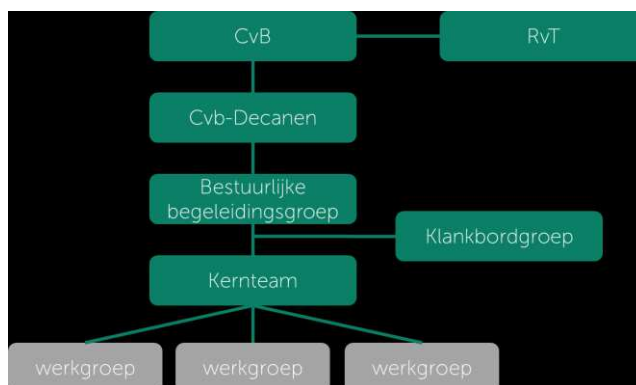 CvB
RvT
Cvb-Decanen
Bestuurlijke
begeleidingsgroep
Klankbordgroep
Kernteam
werkgroep
werkgroep
werkgroep